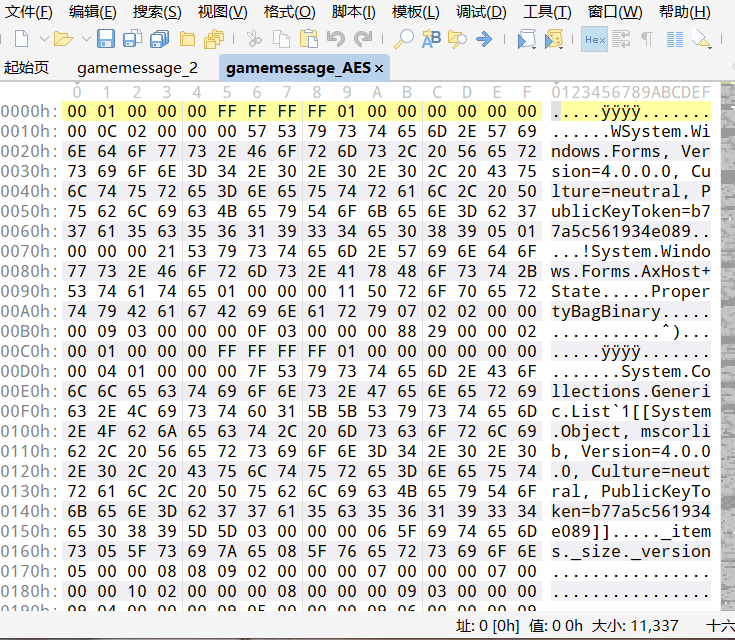 文件(F) 编辑(E) 搜索(S) 视图(V) 格式(O) 脚本(I) 模板(L) 调试(D) 工具(T) 窗口(W) 帮助(H)
Hex
起始页 gamemessage_2 gamemessage_AES ×
0 1 2 3 4 5 6 7 8 9 A B C D E F 0123456789ABCDEF
0000h: 00 01 00 00 00 FF FF FF FF 01 00 00 00 00 00 00 .....ÿÿÿÿ.......
0010h: 00 0C 02 00 00 00 57 53 79 73 74 65 6D 2E 57 69 ......WSystem.Wi
0020h: 6E 64 6F 77 73 2E 46 6F 72 6D 73 2C 20 56 65 72 ndows.Forms, Ver
0030h: 73 69 6F 6E 3D 34 2E 30 2E 30 2E 30 2C 20 43 75 sion=4.0.0.0, Cu
0040h: 6C 74 75 72 65 3D 6E 65 75 74 72 61 6C 2C 20 50 lture=neutral, P
0050h: 75 62 6C 69 63 4B 65 79 54 6F 6B 65 6E 3D 62 37 ublicKeyToken=b7
0060h: 37 61 35 63 35 36 31 39 33 34 65 30 38 39 05 01 7a5c561934e089..
0070h: 00 00 00 21 53 79 73 74 65 6D 2E 57 69 6E 64 6F ...!System.Windo
0080h: 77 73 2E 46 6F 72 6D 73 2E 41 78 48 6F 73 74 2B ws.Forms.AxHost+
0090h: 53 74 61 74 65 01 00 00 00 11 50 72 6F 70 65 72 State.....Proper
00A0h: 74 79 42 61 67 42 69 6E 61 72 79 07 02 02 00 00 tyBagBinary.....
00B0h: 00 09 03 00 00 00 0F 03 00 00 00 88 29 00 00 02 ...........ˆ)...
00C0h: 00 01 00 00 00 FF FF FF FF 01 00 00 00 00 00 00 .....ÿÿÿÿ.......
00D0h: 00 04 01 00 00 00 7F 53 79 73 74 65 6D 2E 43 6F .......System.Co
00E0h: 6C 6C 65 63 74 69 6F 6E 73 2E 47 65 6E 65 72 69 llections.Generi
00F0h: 63 2E 4C 69 73 74 60 31 5B 5B 53 79 73 74 65 6D c.List`1[[System
0100h: 2E 4F 62 6A 65 63 74 2C 20 6D 73 63 6F 72 6C 69 .Object, mscorli
0110h: 62 2C 20 56 65 72 73 69 6F 6E 3D 34 2E 30 2E 30 b, Version=4.0.0
0120h: 2E 30 2C 20 43 75 6C 74 75 72 65 3D 6E 65 75 74 .0, Culture=neut
0130h: 72 61 6C 2C 20 50 75 62 6C 69 63 4B 65 79 54 6F ral, PublicKeyTo
0140h: 6B 65 6E 3D 62 37 37 61 35 63 35 36 31 39 33 34 ken=b77a5c561934
0150h: 65 30 38 39 5D 5D 03 00 00 00 06 5F 69 74 65 6D e089]]....._item
0160h: 73 05 5F 73 69 7A 65 08 5F 76 65 72 73 69 6F 6E s._size._version
0170h: 05 00 00 08 08 09 02 00 00 00 07 00 00 00 07 00 ................
0180h: 00 00 10 02 00 00 00 08 00 00 00 09 03 00 00 00 ................
0190h: 09 04 00 00 00 09 05 00 00 00 09 06 00 00 00 09
址: 0 [0h] 值: 0 0h 大小: 11,337 十六